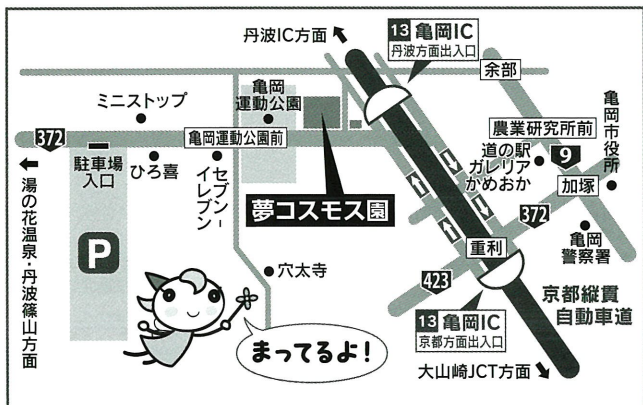 丹波IC方面
13 亀岡IC
丹波方面出入口
余部
亀岡
運動公園
ミニストップ
農業研究所前
亀岡市役所
372
亀岡運動公園前
道の駅
ガレリア
かめおか
9
駐車場
入口
ひろ喜
セブン-
イレブン
加塚
夢コスモス園
372
湯の花温泉・丹波篠山方面
重利
亀岡
警察署
P
穴太寺
423
京都縦貫
自動車道
13 亀岡IC
京都方面出入口
まってるよ!
大山崎JCT方面